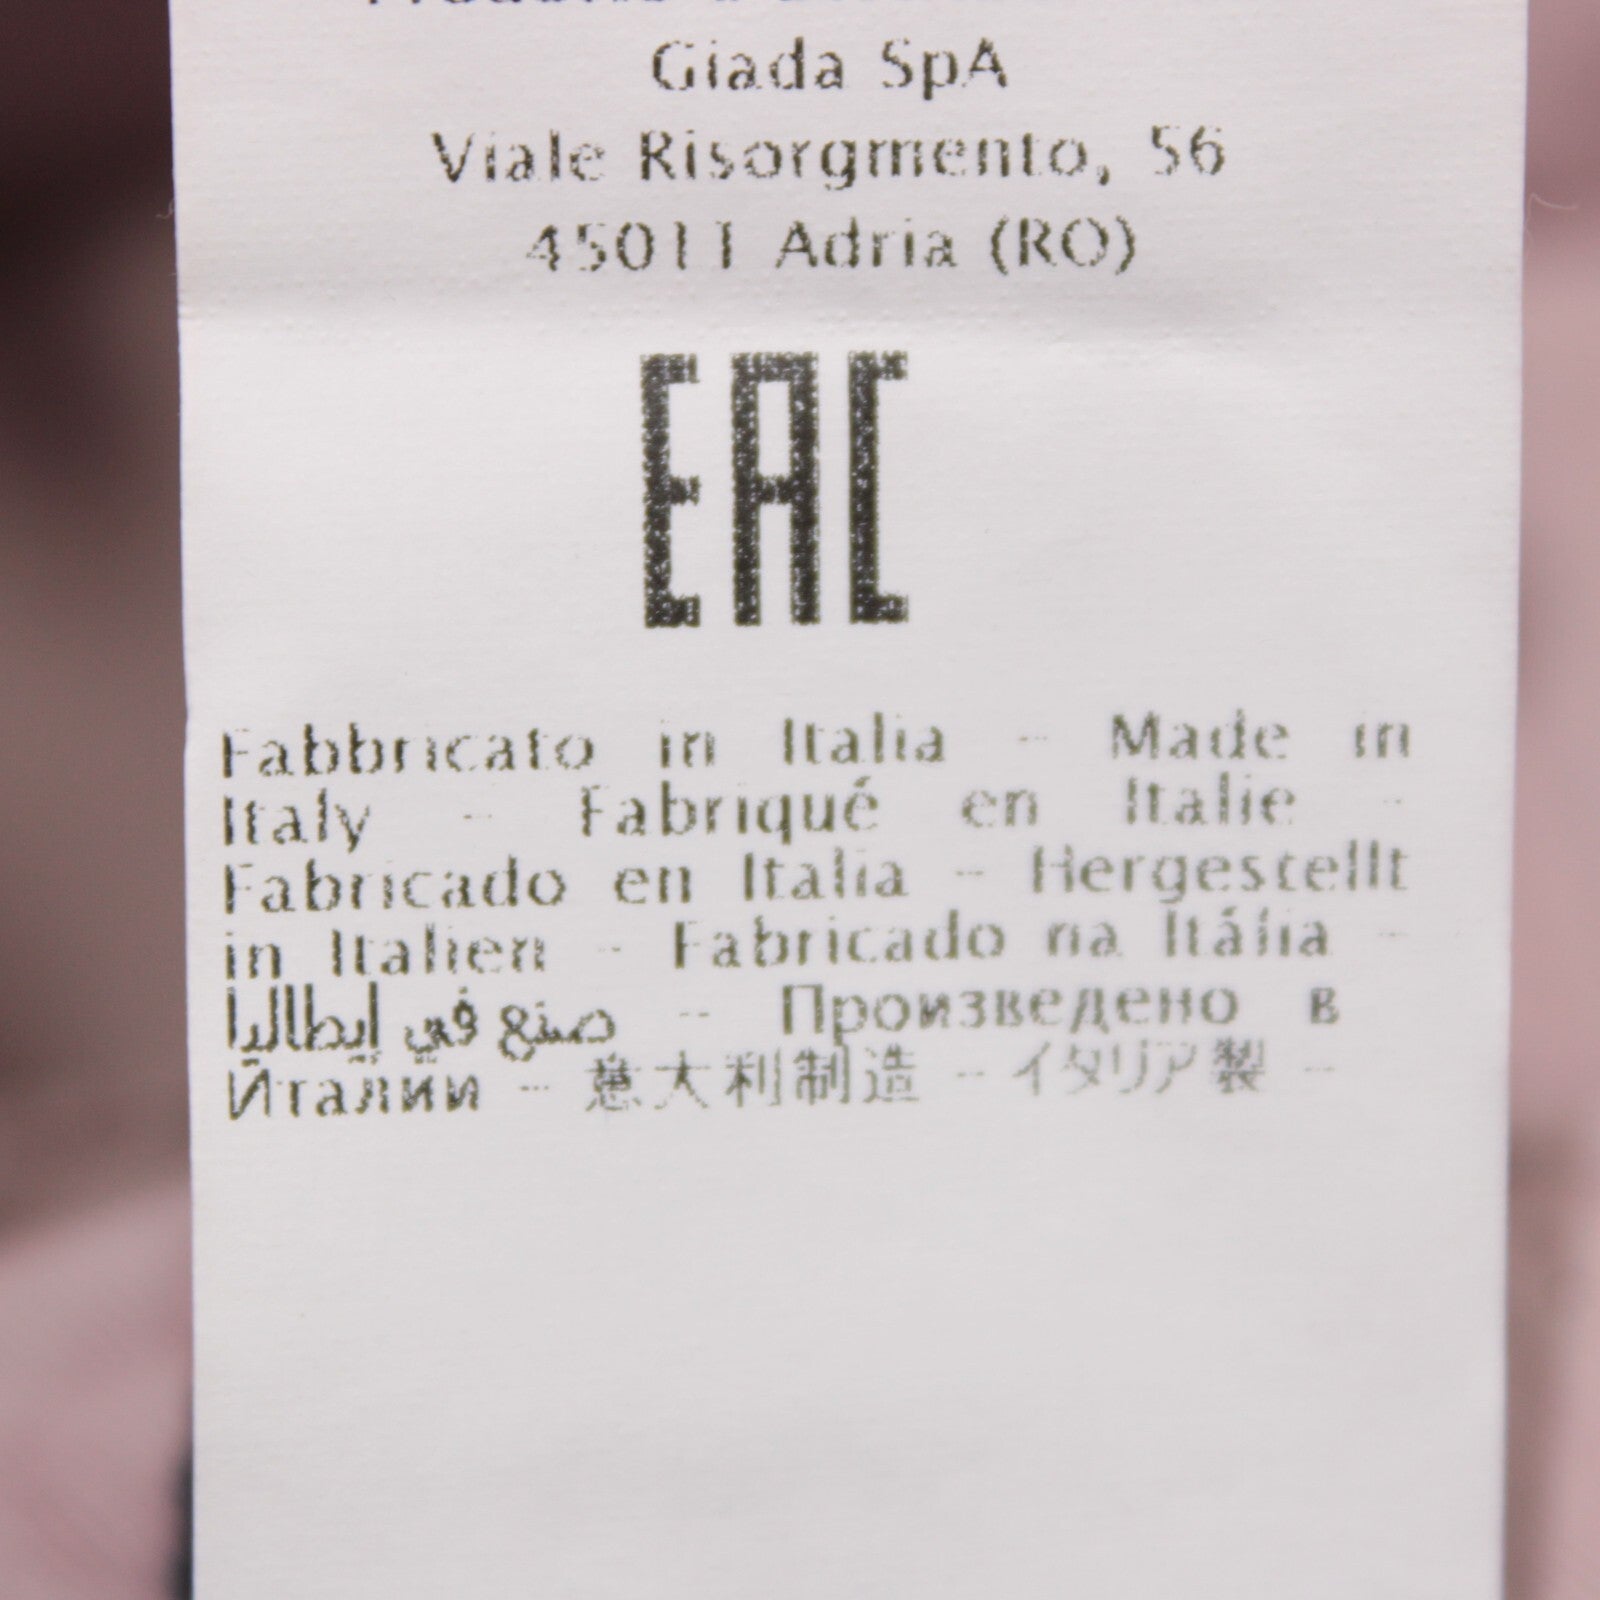 Giada SpA
Viale Risorgmento, 56
45011 Adria (RO)
EAC
Fabbricato in Italia - Made in
Italy - Fabriqué en Italie -
Fabricado en Italia - Hergestellt
in Italien - Fabricado na Itália -
صنع في إيطاليا - Произведено в
Италии - 意大利制造 - イタリア製 -